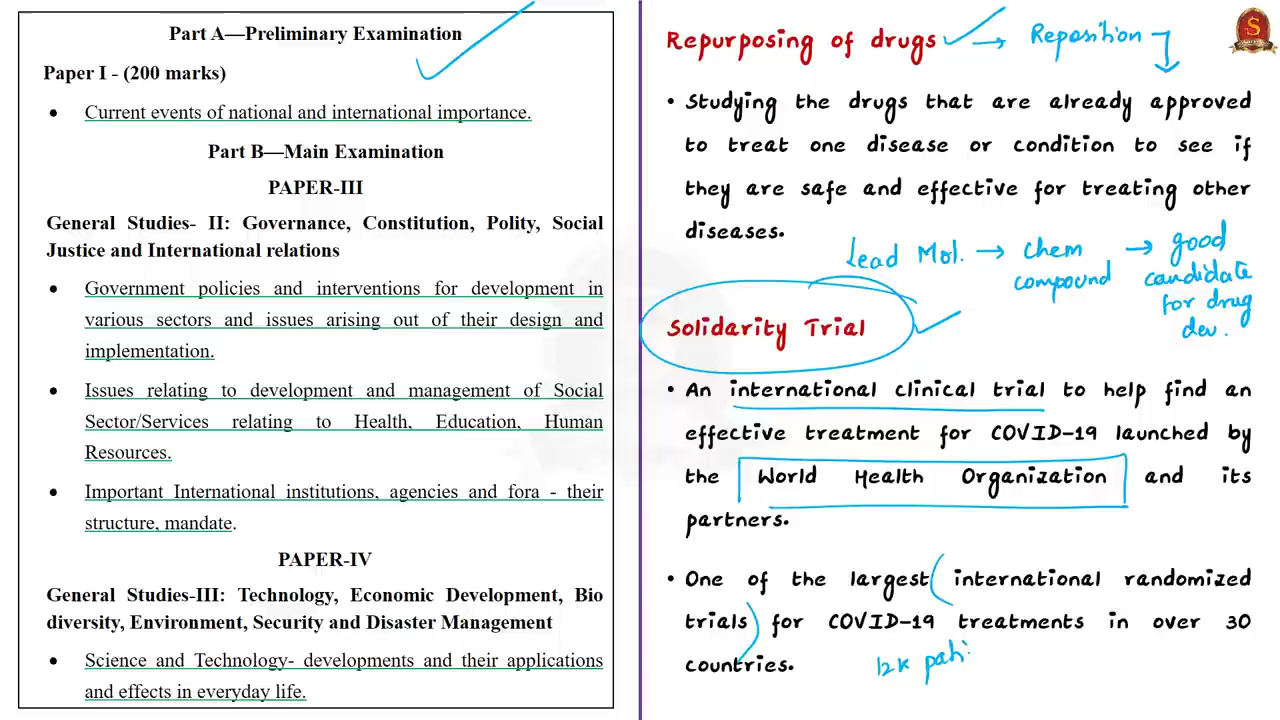 Part A—Preliminary Examination
Paper I - (200 marks)
• Current events of national and international importance.
Part B—Main Examination
PAPER-III
General Studies- II: Governance, Constitution, Polity, Social
Justice and International relations
• Government policies and interventions for development in
various sectors and issues arising out of their design and
implementation.
• Issues relating to development and management of Social
Sector/Services relating to Health, Education, Human
Resources.
• Important International institutions, agencies and fora - their
structure, mandate.
PAPER-IV
General Studies-III: Technology, Economic Development, Bio
diversity, Environment, Security and Disaster Management
• Science and Technology- developments and their applications
and effects in everyday life.
Repurposing of drugs → Reposition
• Studying the drugs that are already approved
to treat one disease or condition to see if
they are safe and effective for treating other
diseases.
Lead Mol. → Chem compound → good candidate for drug dev.
Solidarity Trial
• An international clinical trial to help find an
effective treatment for COVID-19 launched by
the World Health Organization and its
partners.
• One of the largest (international randomized
trials) for COVID-19 treatments in over 30
countries.
12K pati
S